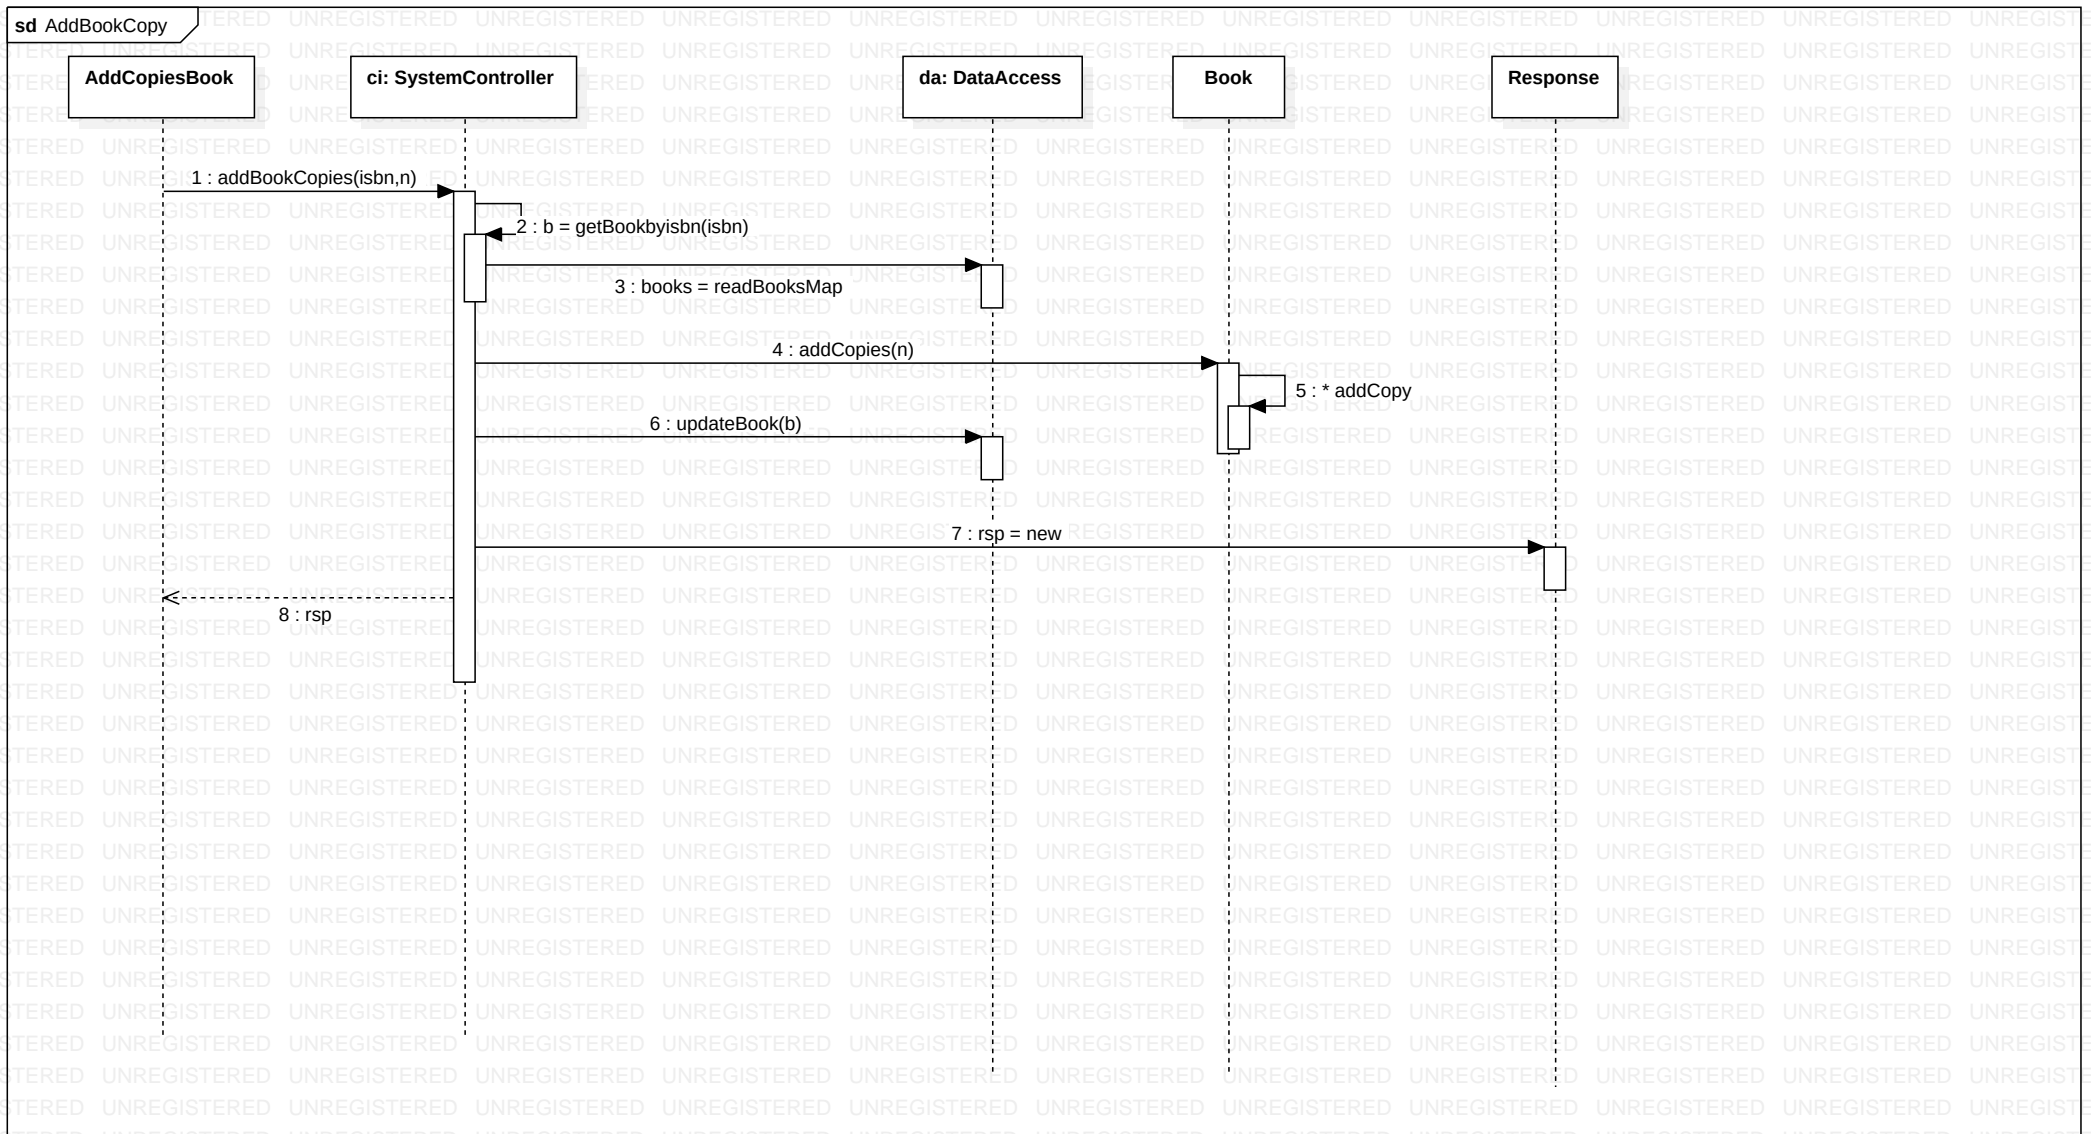 sd AddBookCopy
AddCopiesBook
ci: SystemController
da: DataAccess
Book
Response
1 : addBookCopies(isbn,n)
2 : b = getBookbyisbn(isbn)
3 : books = readBooksMap
4 : addCopies(n)
5 : * addCopy
6 : updateBook(b)
7 : rsp = new
8 : rsp
UNREGISTERED